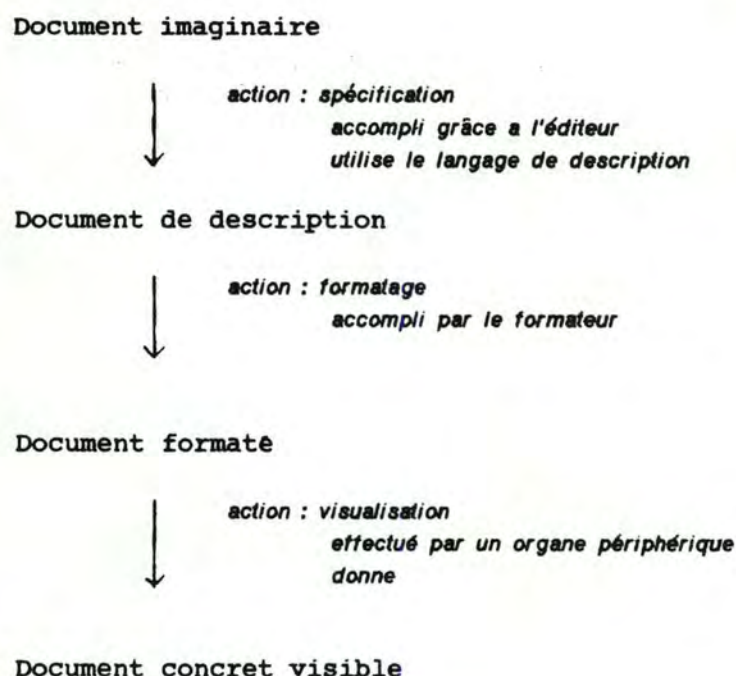 Document imaginaire
action : spécification
accompli grâce a l'éditeur
utilise le langage de description
Document de description
action : formatage
accompli par le formateur
Document formaté
action : visualisation
effectué par un organe périphérique
donne
Document concret visible